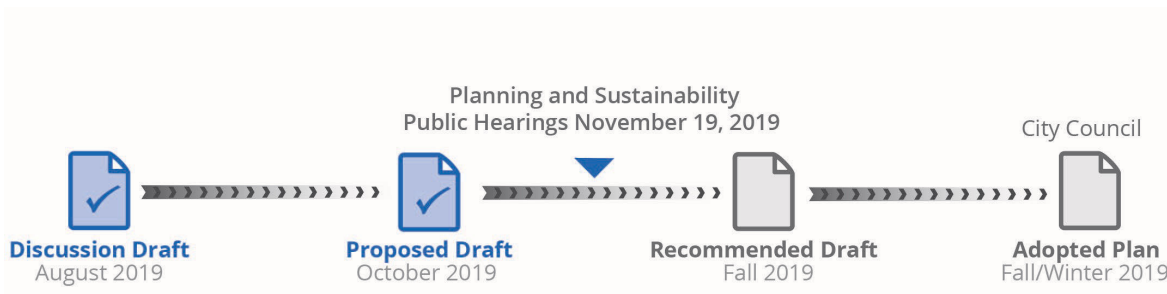 Planning and Sustainability
Public Hearings November 19, 2019
City Council
Discussion Draft
August 2019
Proposed Draft
October 2019
Recommended Draft
Fall 2019
Adopted Plan
Fall/Winter 2019